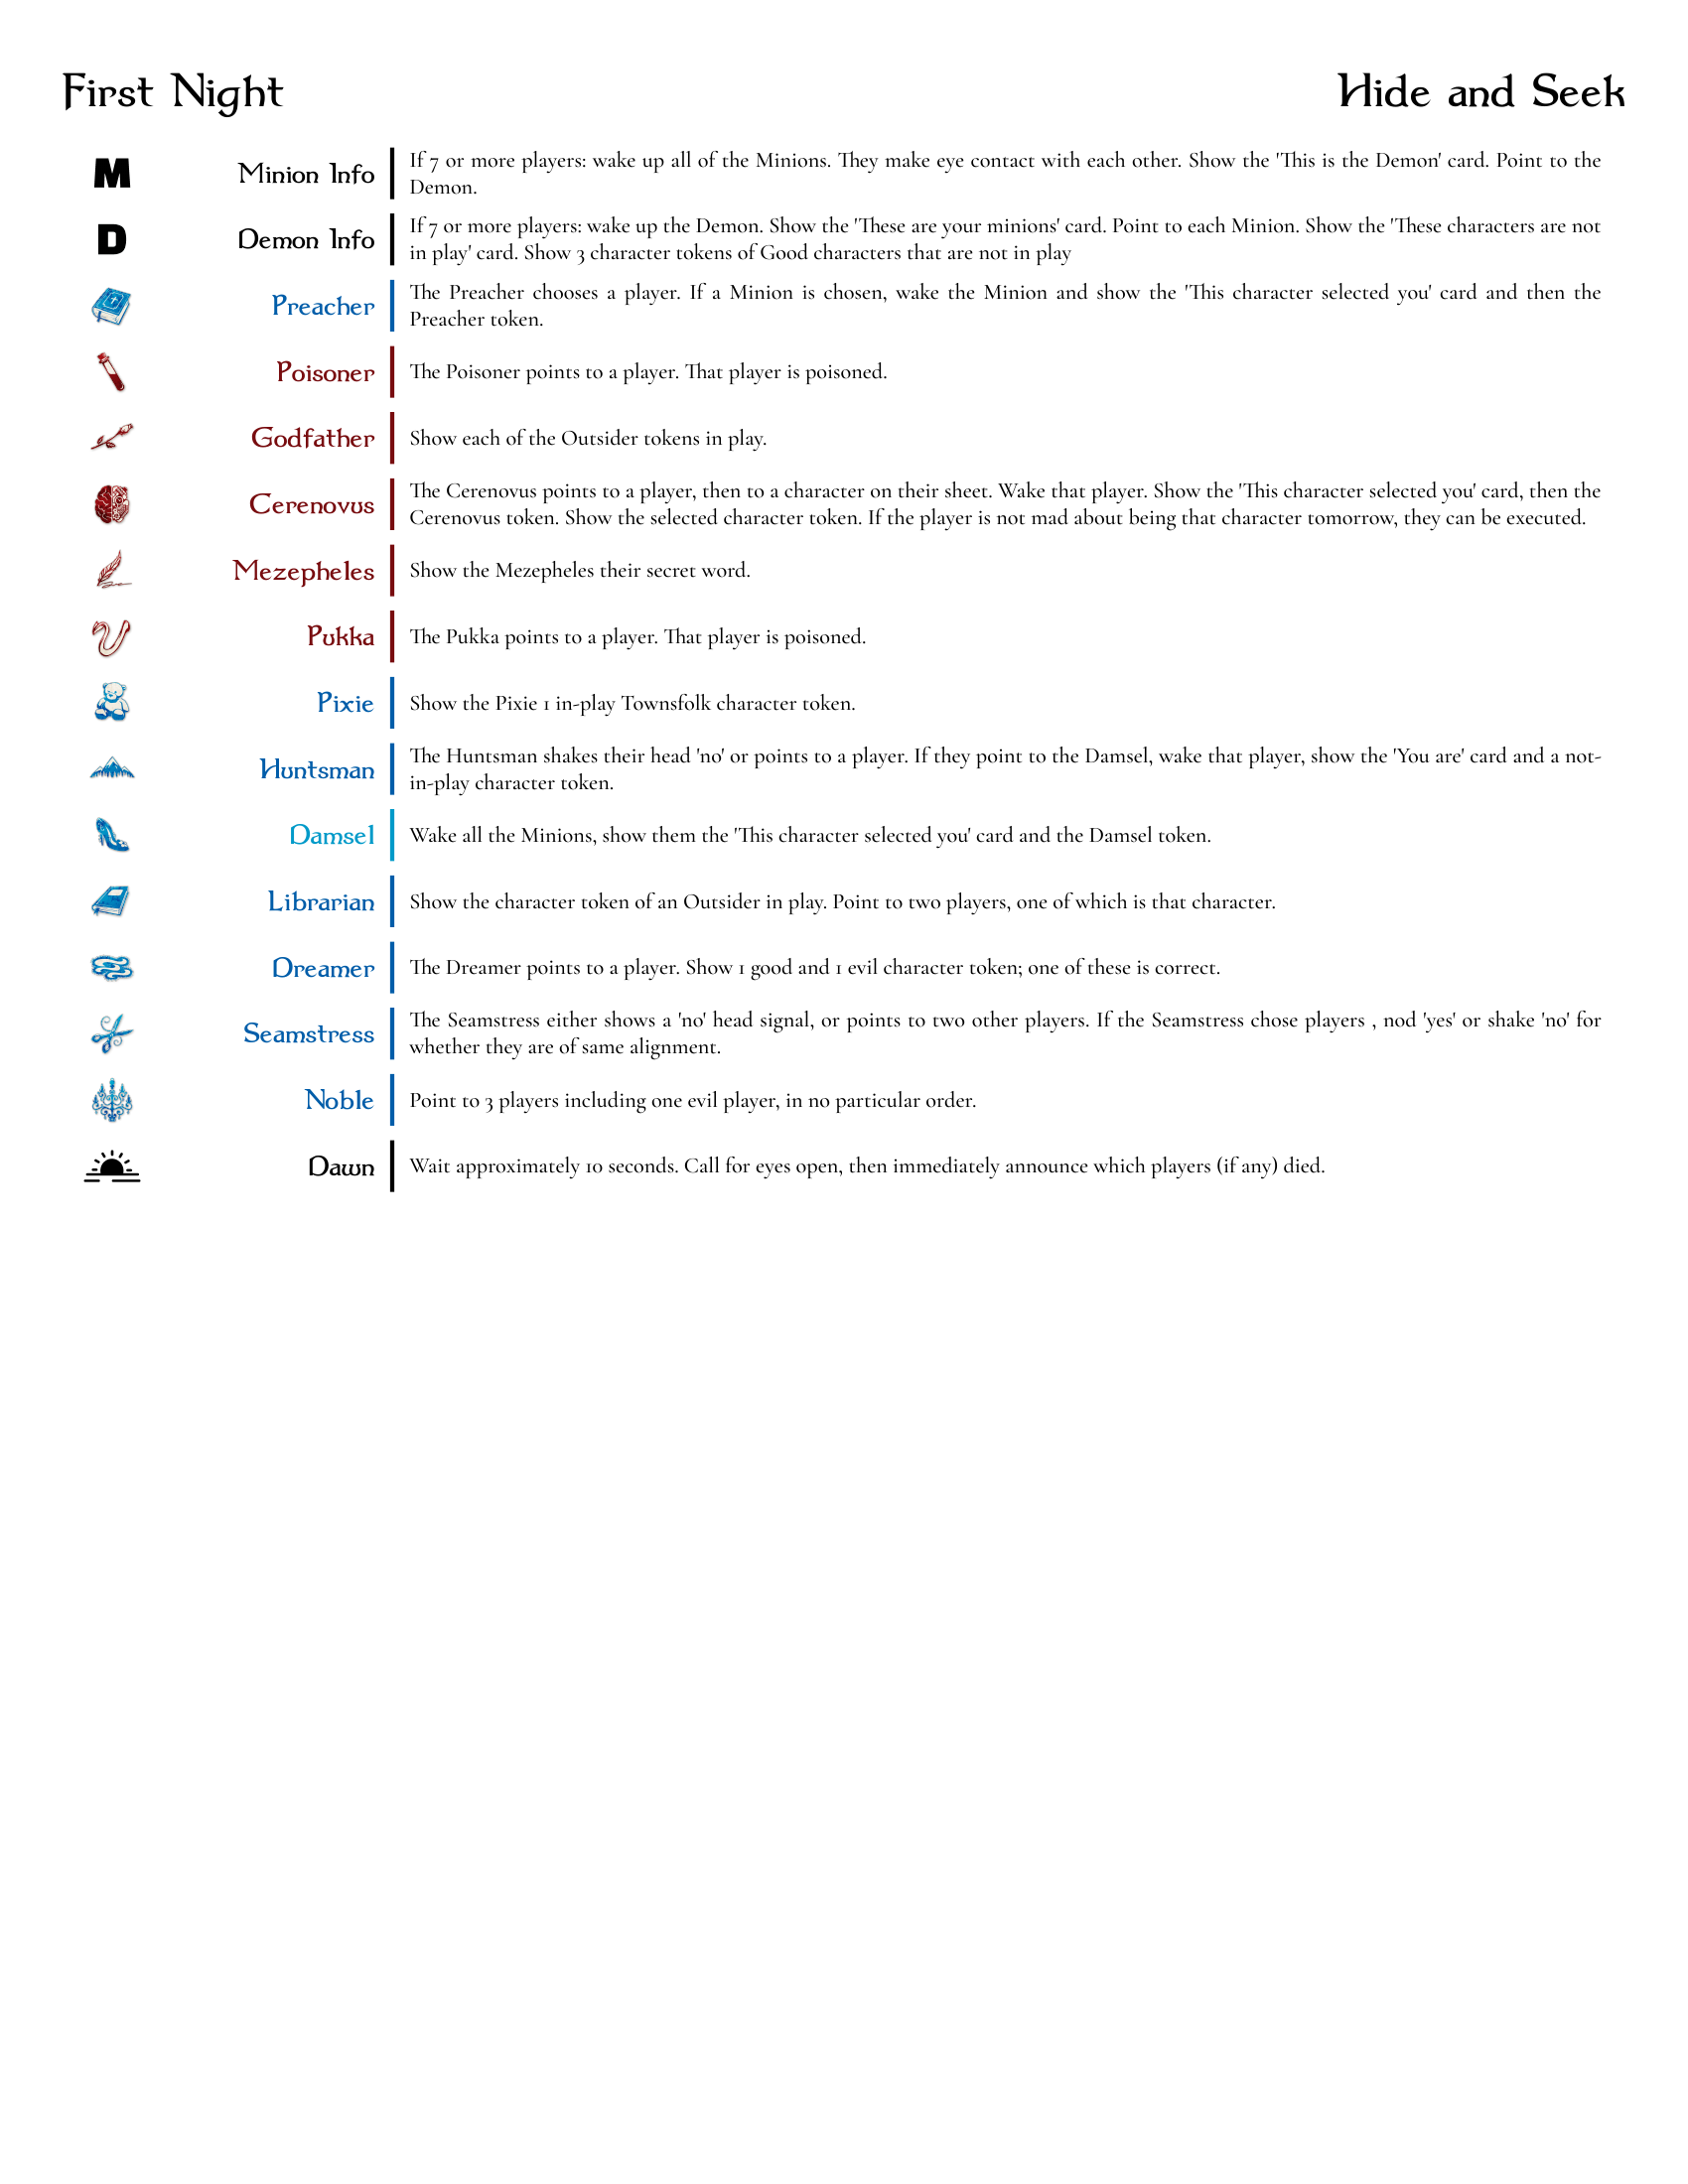 First Night
Hide and Seek
M
Minion Info
If 7 or more players: wake up all of the Minions. They make eye contact with each other. Show the 'This is the Demon' card. Point to the
Demon.
D
Demon Info
If 7 or more players: wake up the Demon. Show the 'These are your minions' card. Point to each Minion. Show the 'These characters are not
in play' card. Show 3 character tokens of Good characters that are not in play
Preacher
The Preacher chooses a player. If a Minion is chosen, wake the Minion and show the 'This character selected you' card and then the
Preacher token.
Poisoner
The Poisoner points to a player. That player is poisoned.
Godfather
Show each of the Outsider tokens in play.
Cerenovus
The Cerenovus points to a player, then to a character on their sheet. Wake that player. Show the 'This character selected you' card, then the
Cerenovus token. Show the selected character token. If the player is not mad about being that character tomorrow, they can be executed.
Mezepheles
Show the Mezepheles their secret word.
Pukka
The Pukka points to a player. That player is poisoned.
Pixie
Show the Pixie 1 in-play Townsfolk character token.
Huntsman
The Huntsman shakes their head 'no' or points to a player. If they point to the Damsel, wake that player, show the 'You are' card and a not-
in-play character token.
Damsel
Wake all the Minions, show them the 'This character selected you' card and the Damsel token.
Librarian
Show the character token of an Outsider in play. Point to two players, one of which is that character.
Dreamer
The Dreamer points to a player. Show 1 good and 1 evil character token; one of these is correct.
Seamstress
The Seamstress either shows a 'no' head signal, or points to two other players. If the Seamstress chose players , nod 'yes' or shake 'no' for
whether they are of same alignment.
Noble
Point to 3 players including one evil player, in no particular order.
Dawn
Wait approximately 10 seconds. Call for eyes open, then immediately announce which players (if any) died.